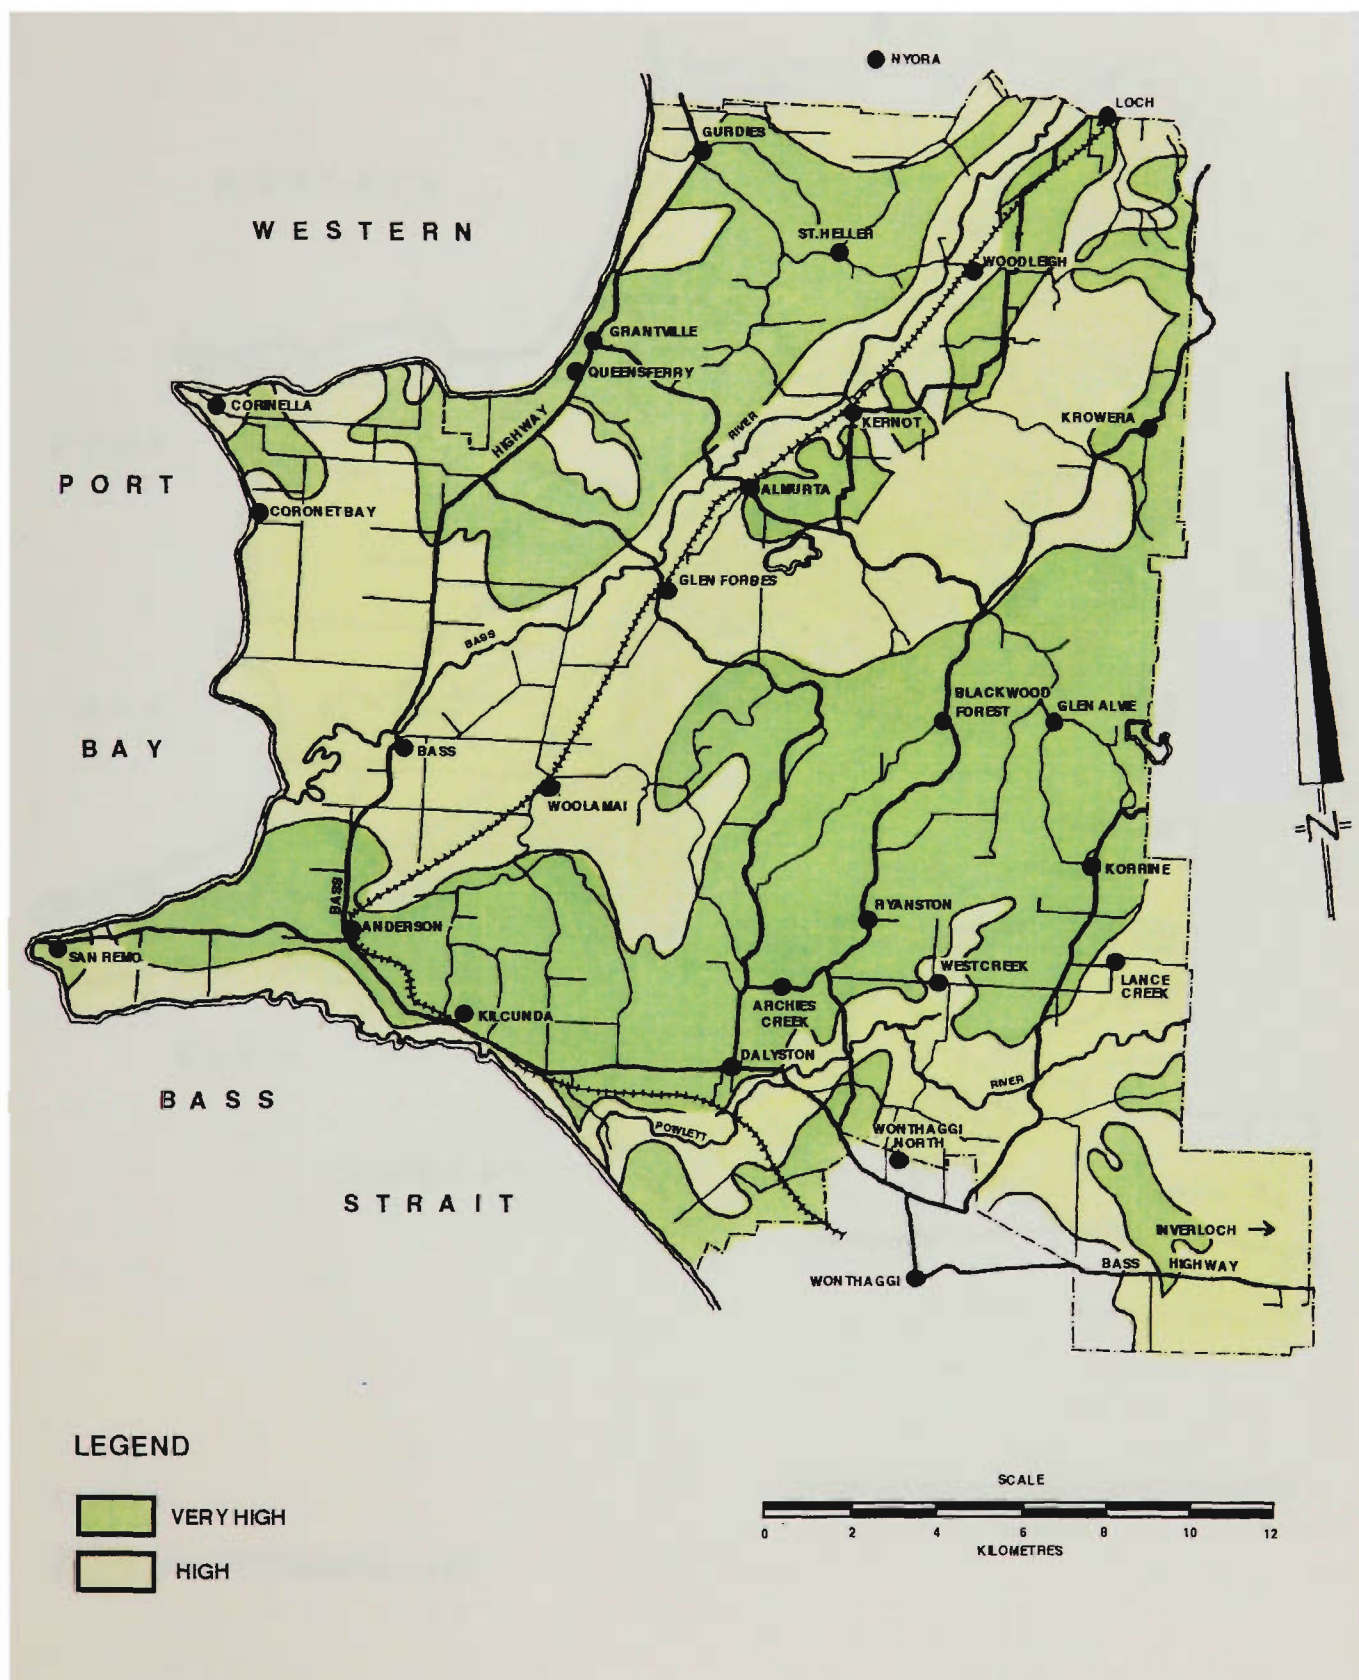 NYORA
LOCH
GURDIES
WESTERN
ST.HELLER
WOODLEIGH
GRANTVILLE
QUEENSFERRY
CORINELLA
HIGHWAY
RIVER
KERNOT
KROWERA
PORT
ALMURTA
CORONET BAY
GLEN FORBES
BASS
BLACKWOOD
FOREST
GLEN ALVIE
BAY
BASS
WOOLAMAI
KORRINE
BASS
RYANSTON
ANDERSON
SAN REMO
WESTCREEK
LANCE
CREEK
ARCHIES
CREEK
KILCUNDA
DALYSTON
RIVER
BASS
POWLETT
WONTHAGGI
NORTH
STRAIT
INVERLOCH
BASS HIGHWAY
WONTHAGGI
N
LEGEND
VERY HIGH
HIGH
SCALE
0 2 4 6 8 10 12
KILOMETRES